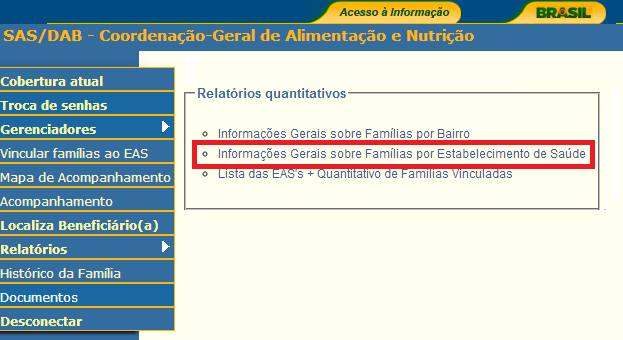 Acesso à Informação
BRASIL
SAS/DAB - Coordenação-Geral de Alimentação e Nutrição
Cobertura atual
Troca de senhas
Gerenciadores
Vincular famílias ao EAS
Mapa de Acompanhamento
Acompanhamento
Localiza Beneficiário(a)
Relatórios
Histórico da Família
Documentos
Desconectar
Relatórios quantitativos
Informações Gerais sobre Famílias por Bairro
Informações Gerais sobre Famílias por Estabelecimento de Saúde
Lista das EAS's + Quantitativo de Famílias Vinculadas